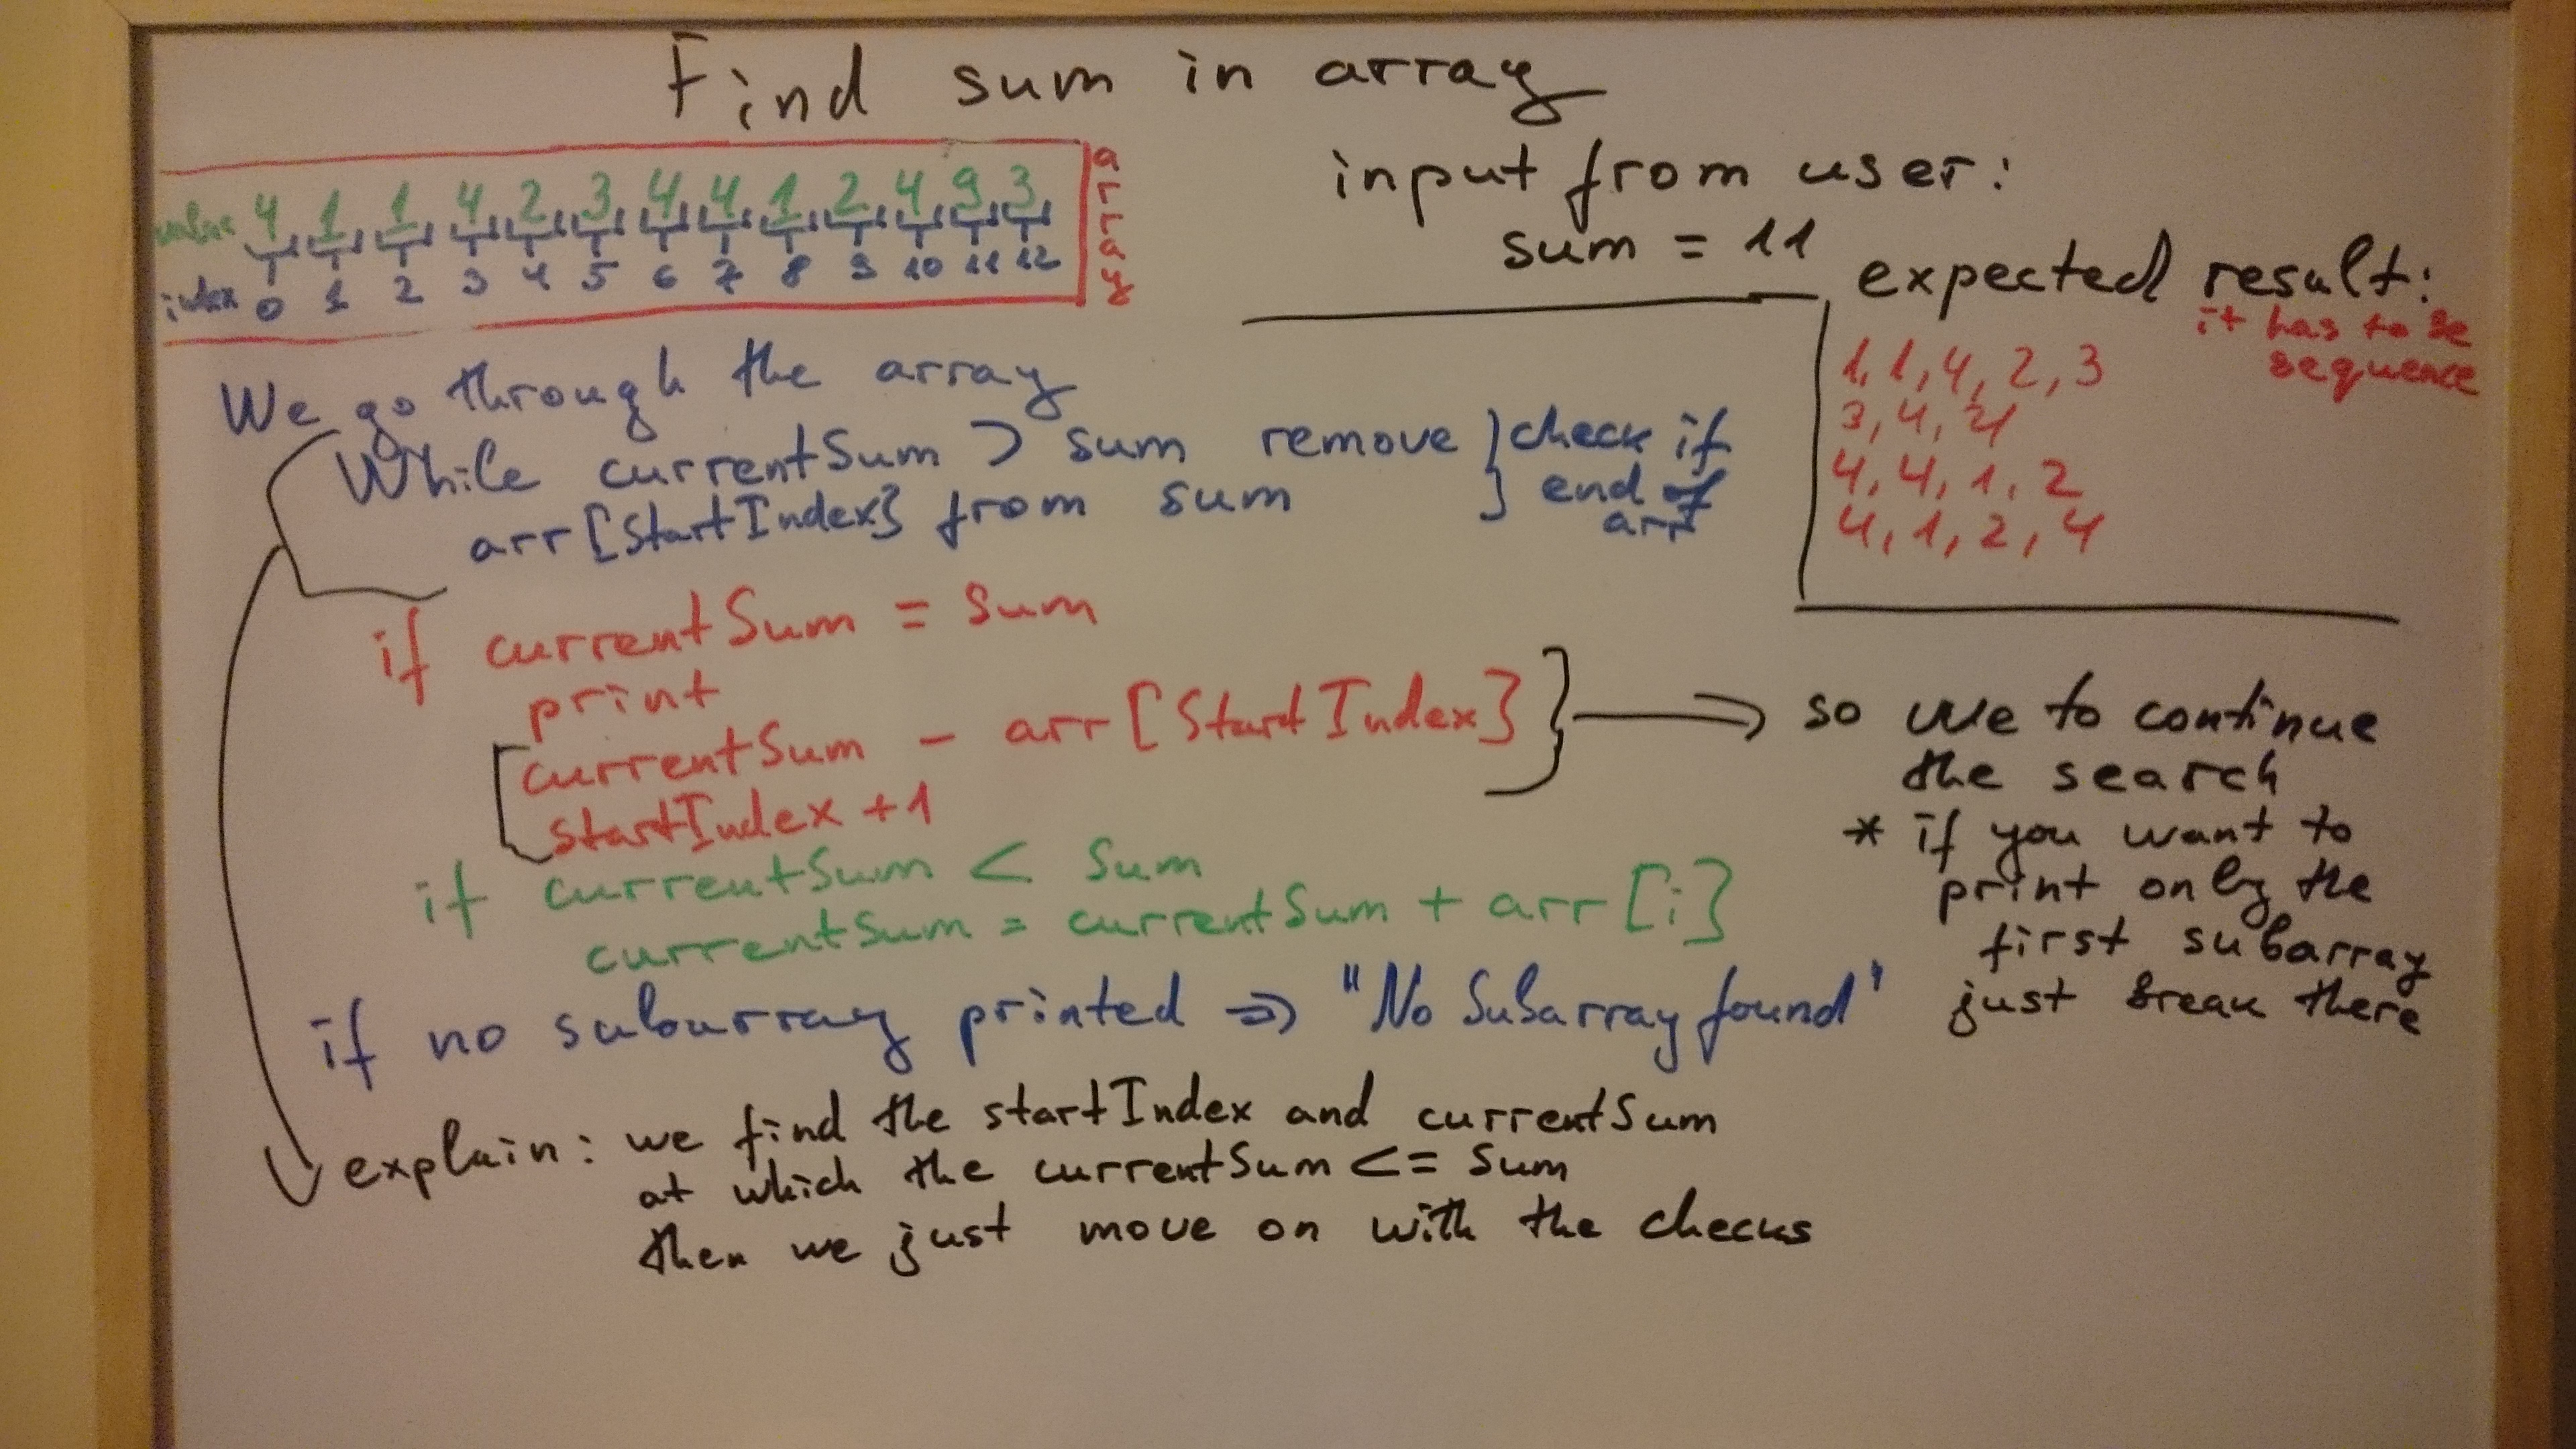 Find sum in array
value 4 1 1 4 2 3 4 4 1 2 4 9 3
index 0 1 2 3 4 5 6 7 8 9 10 11 12
array
input from user:
sum = 11
expected result:
it has to be
sequence
1, 1, 4, 2, 3
3, 4, 4
4, 4, 1, 2
4, 1, 2, 4
We go through the array
While currentSum > sum remove
arr[StartIndex] from sum
check if
end of
arr
if currentSum = sum
print
currentSum - arr[StartIndex]
startIndex +1
so we to continue
the search
* if you want to
print only the
first subarray
just break there
if currentSum < Sum
currentSum = currentSum + arr[i]
if no subarray printed => "No Subarray found"
explain: we find the startIndex and currentSum
at which the currentSum <= Sum
then we just move on with the checks